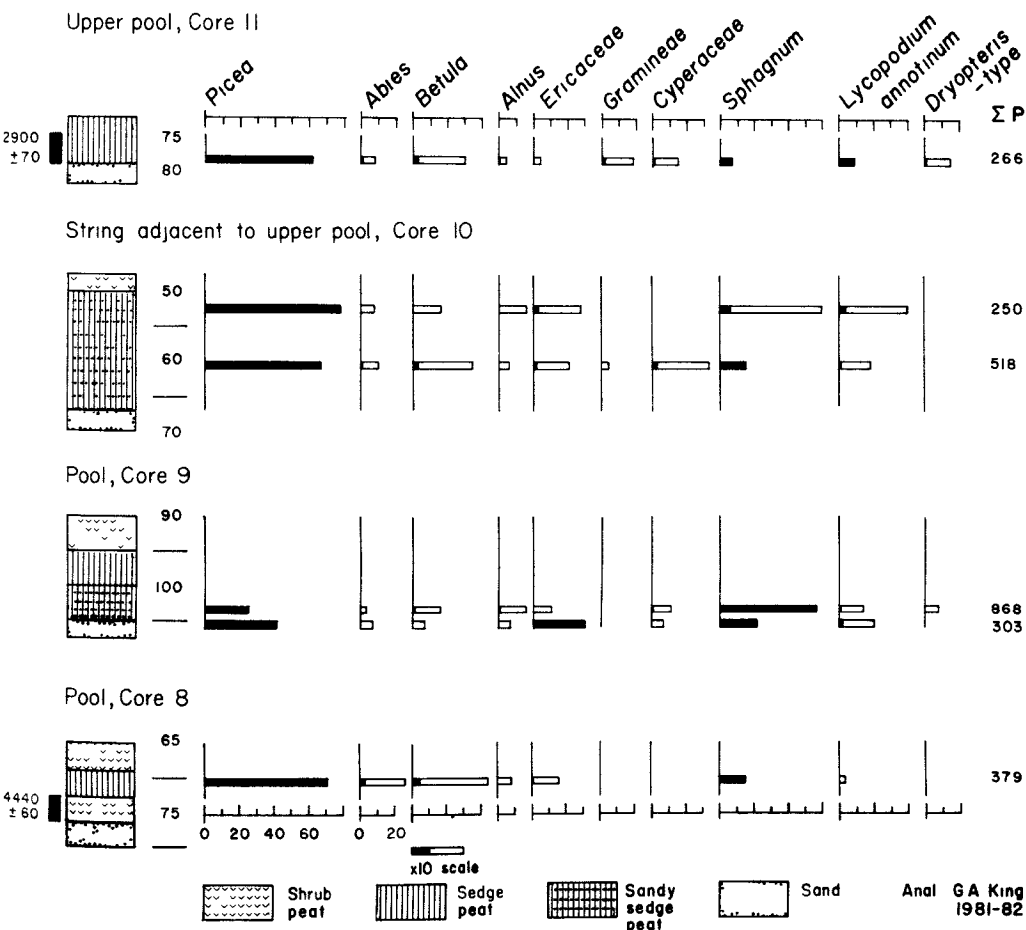 Upper pool, Core 11
Picea
Abies
Betula
Alnus
Ericaceae
Gramineae
Cyperaceae
Sphagnum
Lycopodium
annotinum
Dryopteris
-type
Σ P
2900
±70
75
80
266
String adjacent to upper pool, Core 10
50
250
60
518
70
Pool, Core 9
90
100
868
303
Pool, Core 8
65
379
4440
±60
75
0 20 40 60
0 20
x10 scale
Shrub
peat
Sedge
peat
Sandy
sedge
peat
Sand
Anal G A King
1981-82